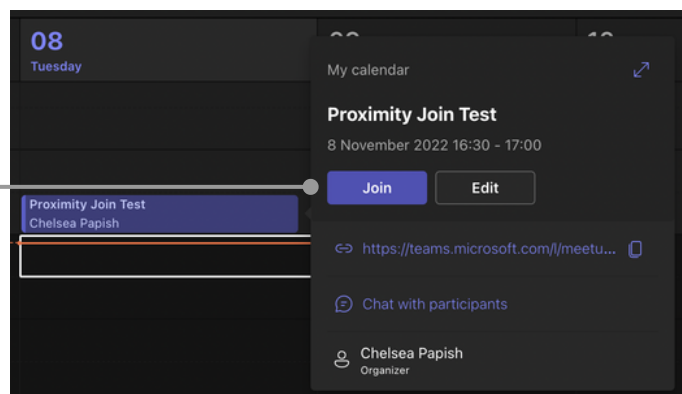 08
Tuesday
Proximity Join Test
Chelsea Papish
My calendar
Proximity Join Test
8 November 2022 16:30 - 17:00
Join
Edit
https://teams.microsoft.com/l/meetu...
Chat with participants
Chelsea Papish
Organizer